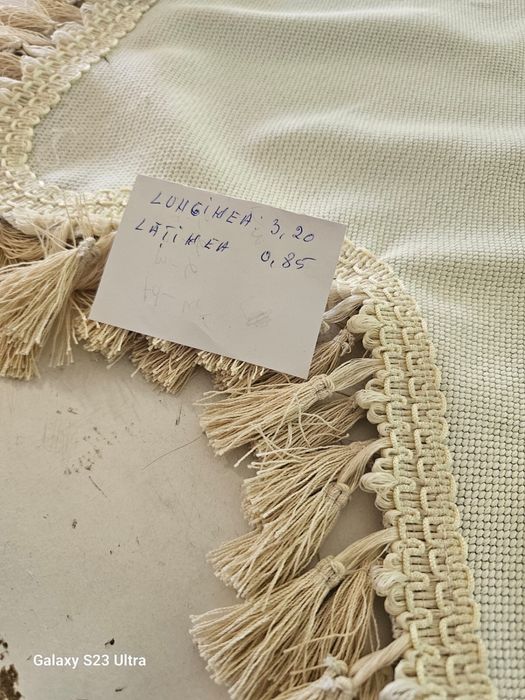 LUNGIMEA: 3,20
LĂȚIMEA 0,85
Galaxy S23 Ultra